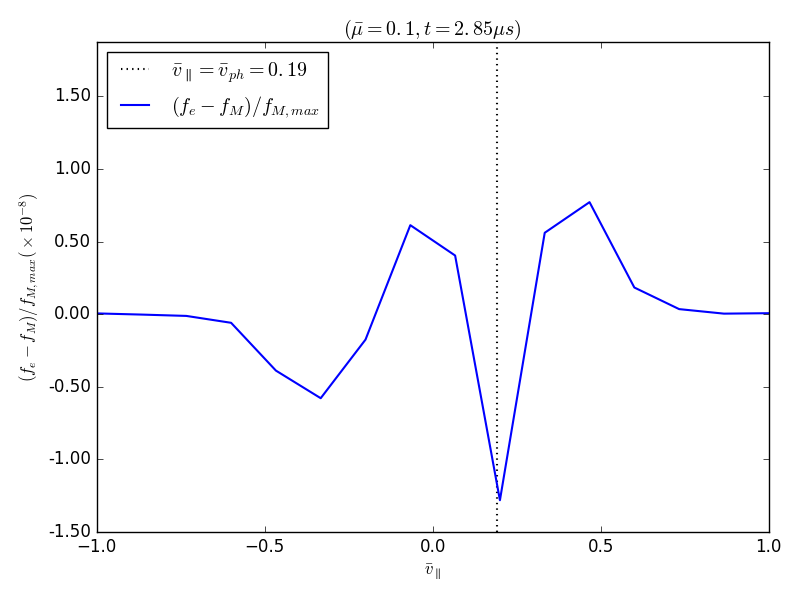 (μ̄ = 0.1, t = 2.85μs)
v̄∥ = v̄ph = 0.19
(fe − fM)/fM,max
(fe − fM)/fM,max(×10⁻⁸)
1.50
1.00
0.50
0.00
-0.50
-1.00
-1.50
−1.0 −0.5 0.0 0.5 1.0
v̄∥